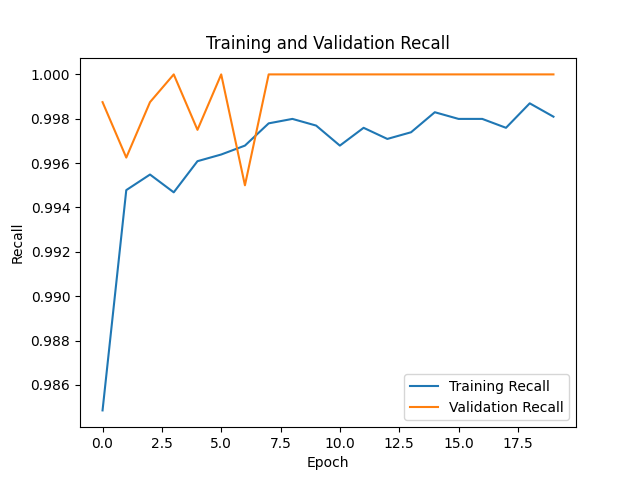 Training and Validation Recall
1.000
0.998
0.996
0.994
0.992
0.990
0.988
0.986
Recall
0.0 2.5 5.0 7.5 10.0 12.5 15.0 17.5
Epoch
Training Recall
Validation Recall